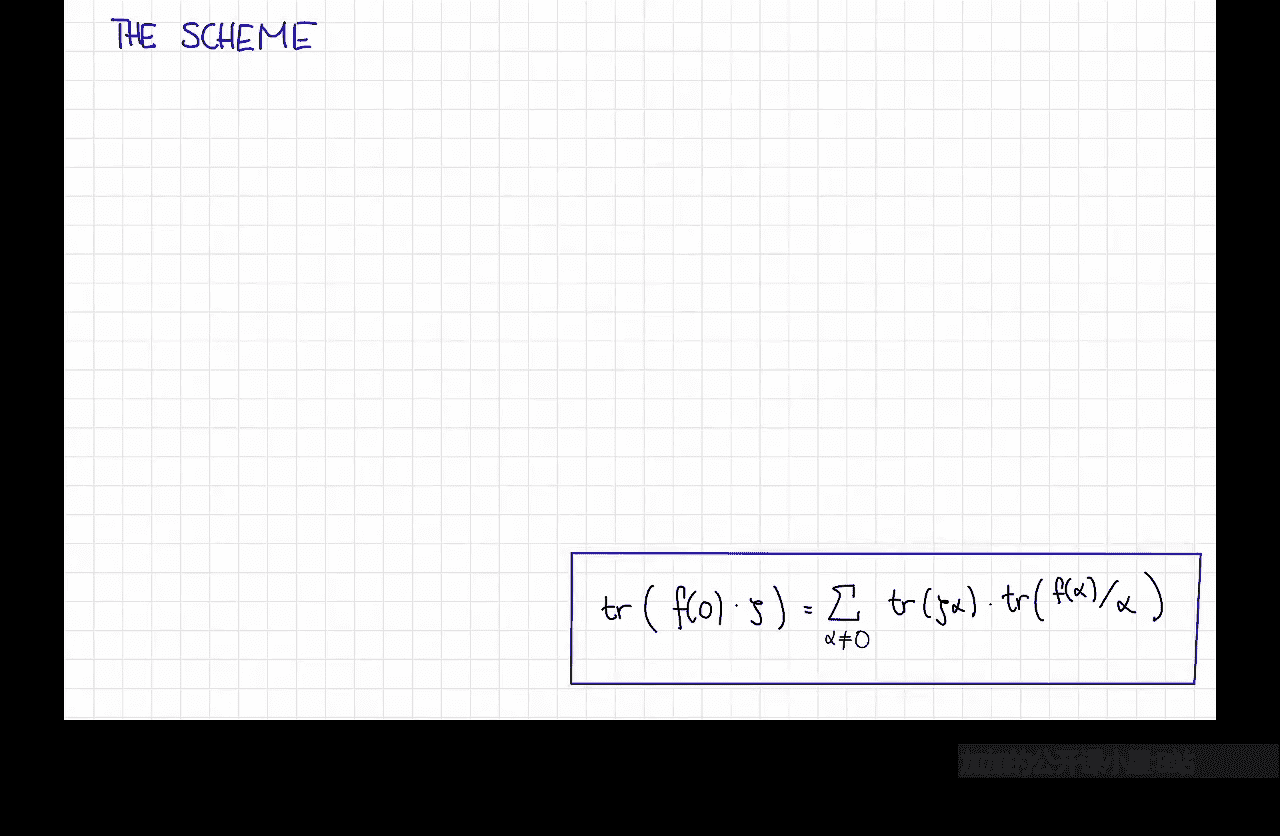 THE SCHEME
tr ( f(0) · ζ ) = Σ tr (ζα) · tr ( f(α)/α )
α≠0